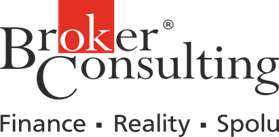 Broker®
Consulting
Finance • Reality • Spolu